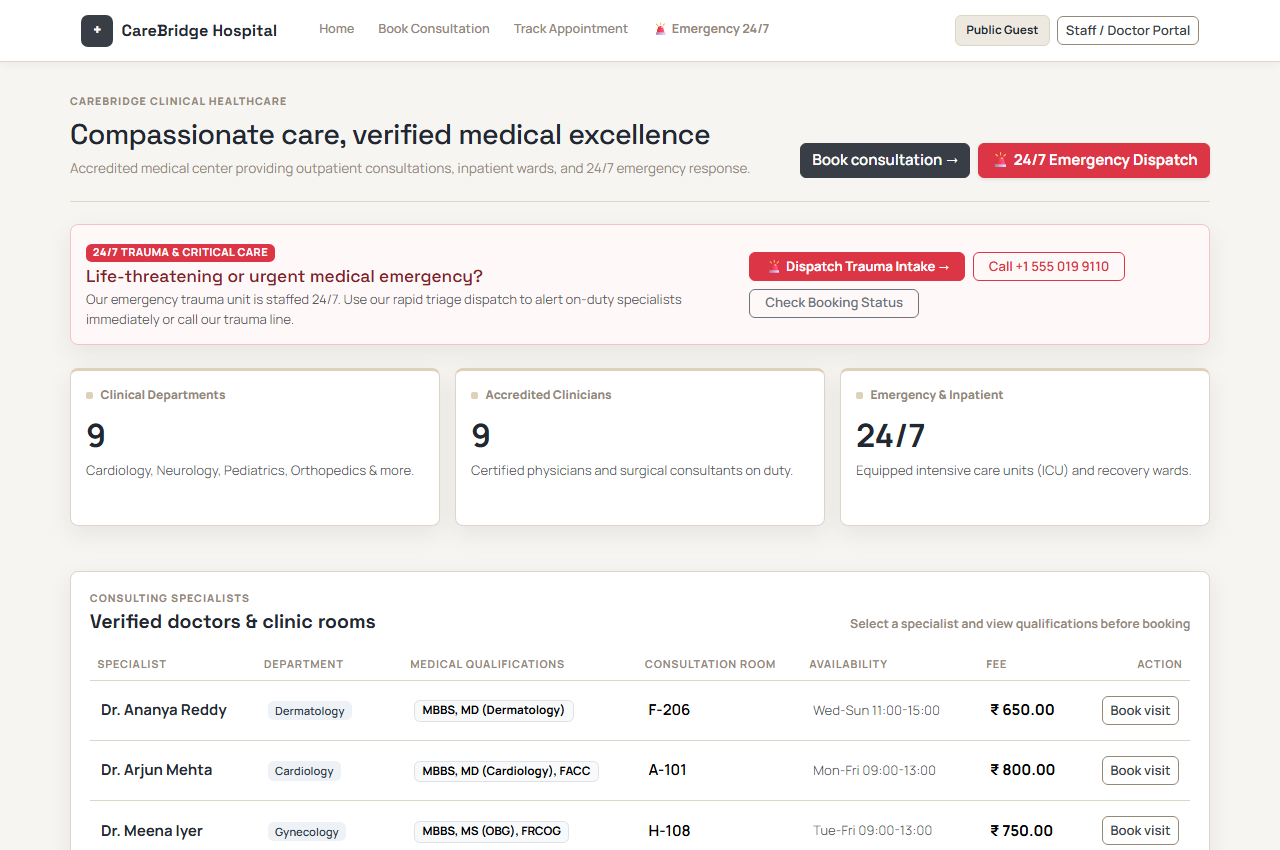 + CareBridge Hospital Home Book Consultation Track Appointment 🚨 Emergency 24/7 Public Guest Staff / Doctor Portal
CAREBRIDGE CLINICAL HEALTHCARE
Compassionate care, verified medical excellence
Accredited medical center providing outpatient consultations, inpatient wards, and 24/7 emergency response.
Book consultation → 🚨 24/7 Emergency Dispatch
24/7 TRAUMA & CRITICAL CARE
Life-threatening or urgent medical emergency?
Our emergency trauma unit is staffed 24/7. Use our rapid triage dispatch to alert on-duty specialists
immediately or call our trauma line.
🚨 Dispatch Trauma Intake → Call +1 555 019 9110
Check Booking Status
Clinical Departments
9
Cardiology, Neurology, Pediatrics, Orthopedics & more.
Accredited Clinicians
9
Certified physicians and surgical consultants on duty.
Emergency & Inpatient
24/7
Equipped intensive care units (ICU) and recovery wards.
CONSULTING SPECIALISTS
Verified doctors & clinic rooms
Select a specialist and view qualifications before booking
SPECIALIST DEPARTMENT MEDICAL QUALIFICATIONS CONSULTATION ROOM AVAILABILITY FEE ACTION
Dr. Ananya Reddy Dermatology MBBS, MD (Dermatology) F-206 Wed-Sun 11:00-15:00 ₹ 650.00 Book visit
Dr. Arjun Mehta Cardiology MBBS, MD (Cardiology), FACC A-101 Mon-Fri 09:00-13:00 ₹ 800.00 Book visit
Dr. Meena Iyer Gynecology MBBS, MS (OBG), FRCOG H-108 Tue-Fri 09:00-13:00 ₹ 750.00 Book visit